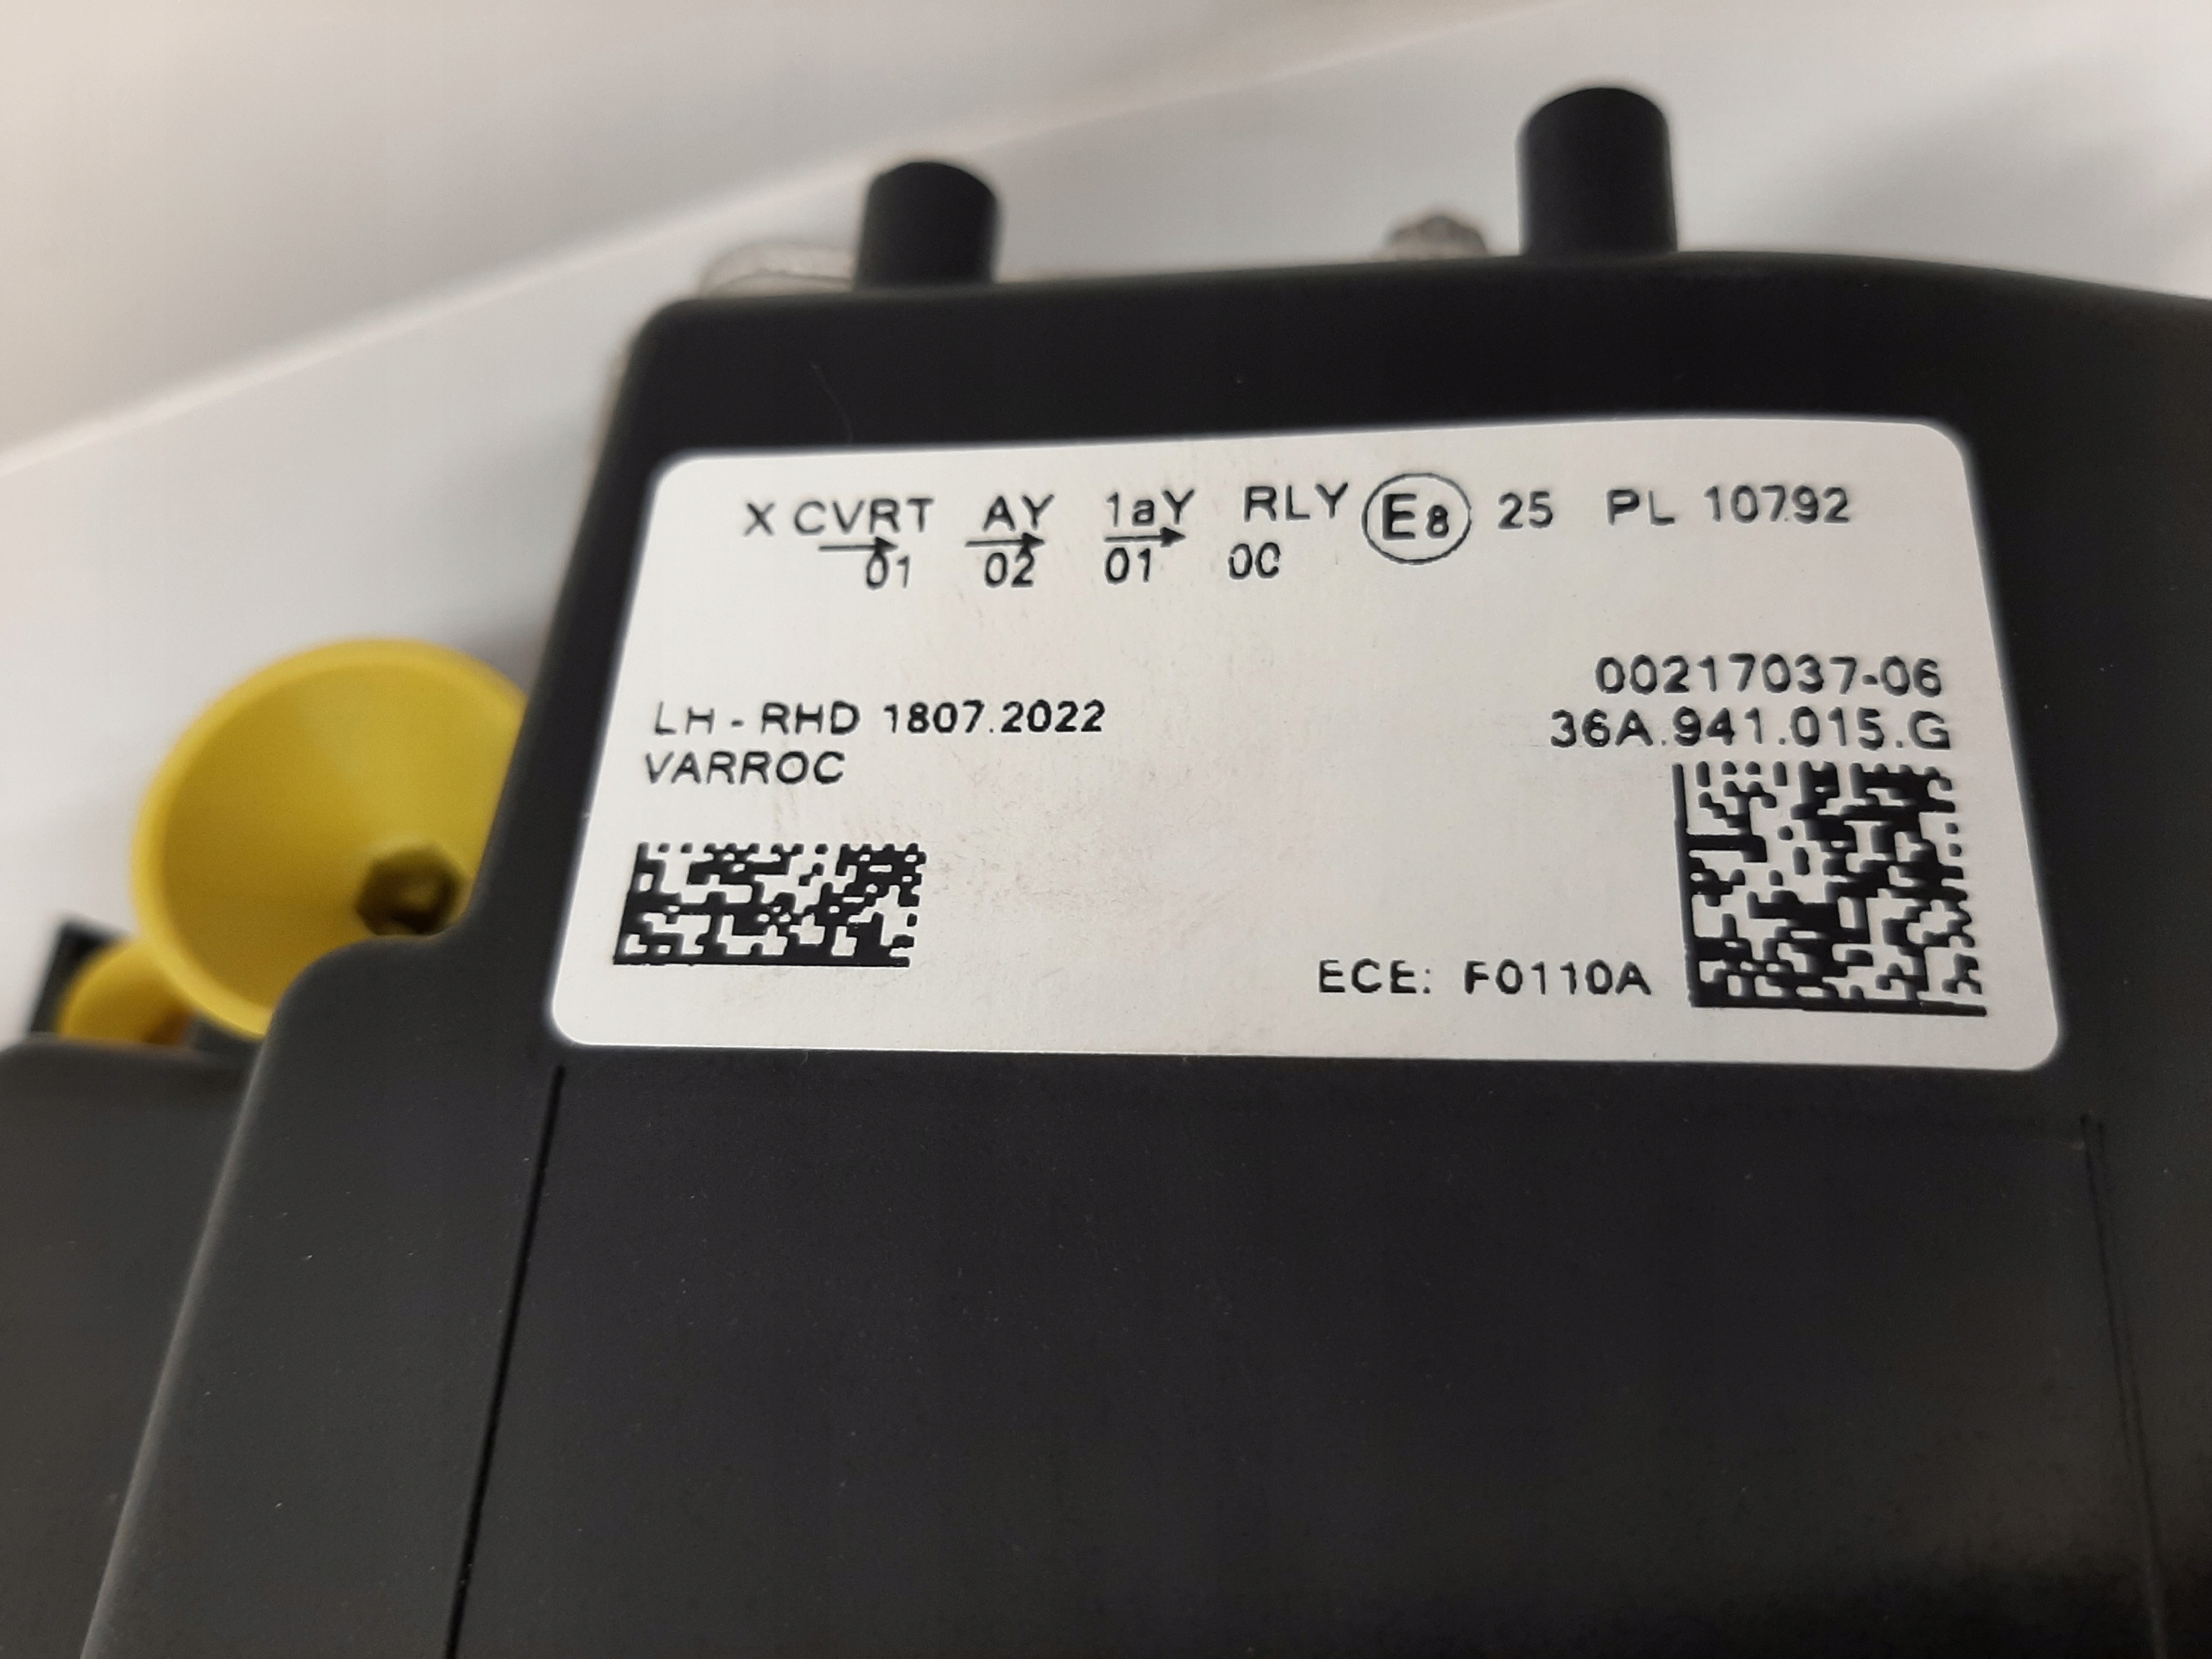 X CVRT AY 1aY RLY E8 25 PL 10792
01 02 01 00
00217037-06
LH - RHD 1807.2022 36A.941.015.G
VARROC
ECE: F0110A